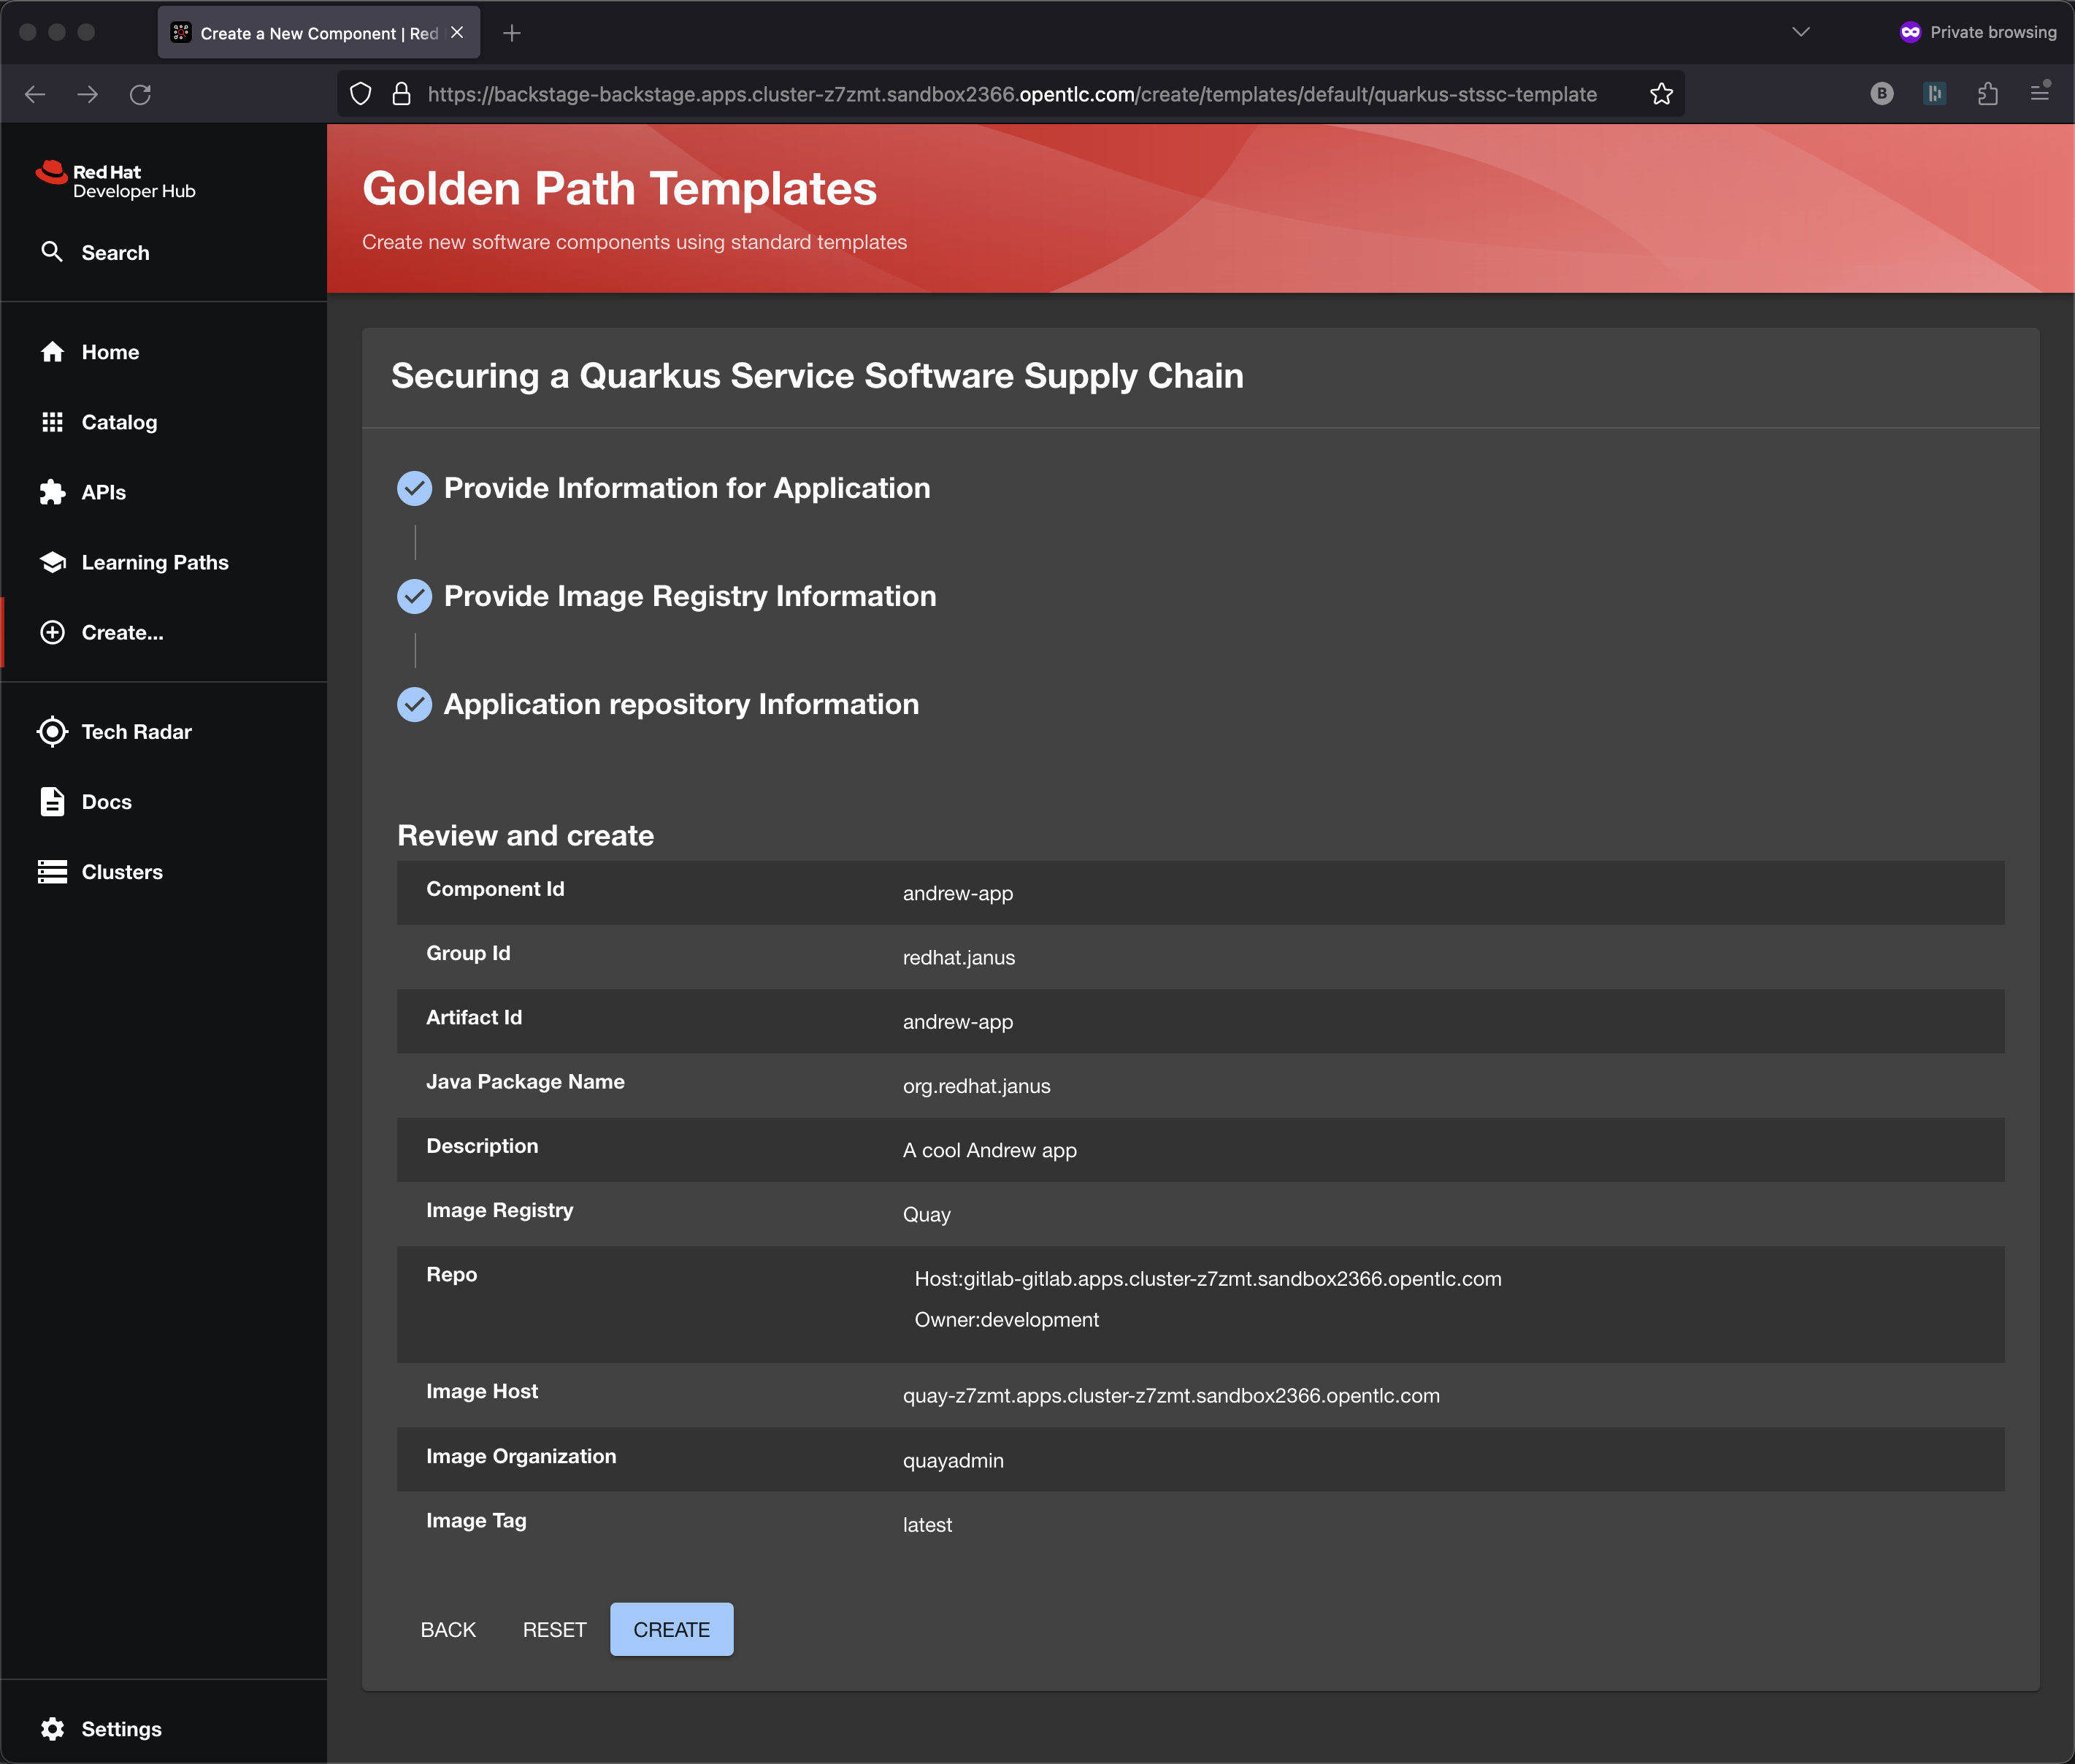 Create a New Component | Red
Private browsing
https://backstage-backstage.apps.cluster-z7zmt.sandbox2366.opentlc.com/create/templates/default/quarkus-stssc-template
B
Red Hat
Developer Hub
Search
Home
Catalog
APIs
Learning Paths
Create...
Tech Radar
Docs
Clusters
Settings
Golden Path Templates
Create new software components using standard templates
Securing a Quarkus Service Software Supply Chain
Provide Information for Application
Provide Image Registry Information
Application repository Information
Review and create
Component Id andrew-app
Group Id redhat.janus
Artifact Id andrew-app
Java Package Name org.redhat.janus
Description A cool Andrew app
Image Registry Quay
Repo Host:gitlab-gitlab.apps.cluster-z7zmt.sandbox2366.opentlc.com
Owner:development
Image Host quay-z7zmt.apps.cluster-z7zmt.sandbox2366.opentlc.com
Image Organization quayadmin
Image Tag latest
BACK RESET CREATE